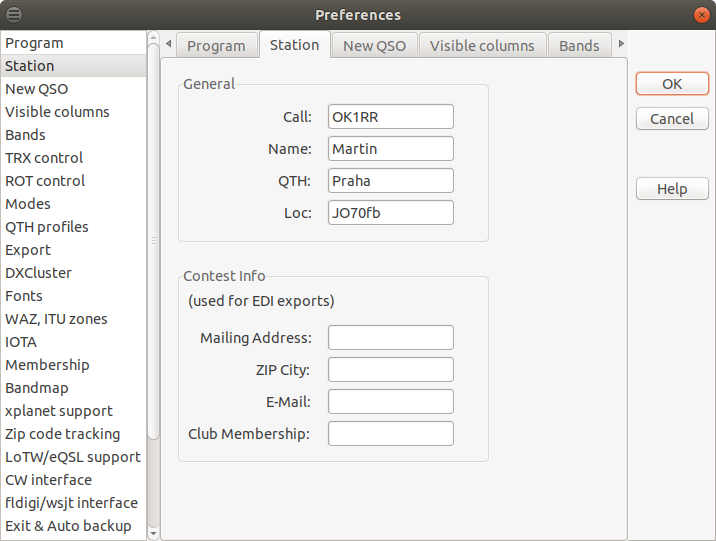 Preferences
Program
Station
New QSO
Visible columns
Bands
TRX control
ROT control
Modes
QTH profiles
Export
DXCluster
Fonts
WAZ, ITU zones
IOTA
Membership
Bandmap
xplanet support
Zip code tracking
LoTW/eQSL support
CW interface
fldigi/wsjt interface
Exit & Auto backup
Program Station New QSO Visible columns Bands
General
Call: OK1RR
Name: Martin
QTH: Praha
Loc: JO70fb
Contest Info
(used for EDI exports)
Mailing Address:
ZIP City:
E-Mail:
Club Membership:
OK
Cancel
Help